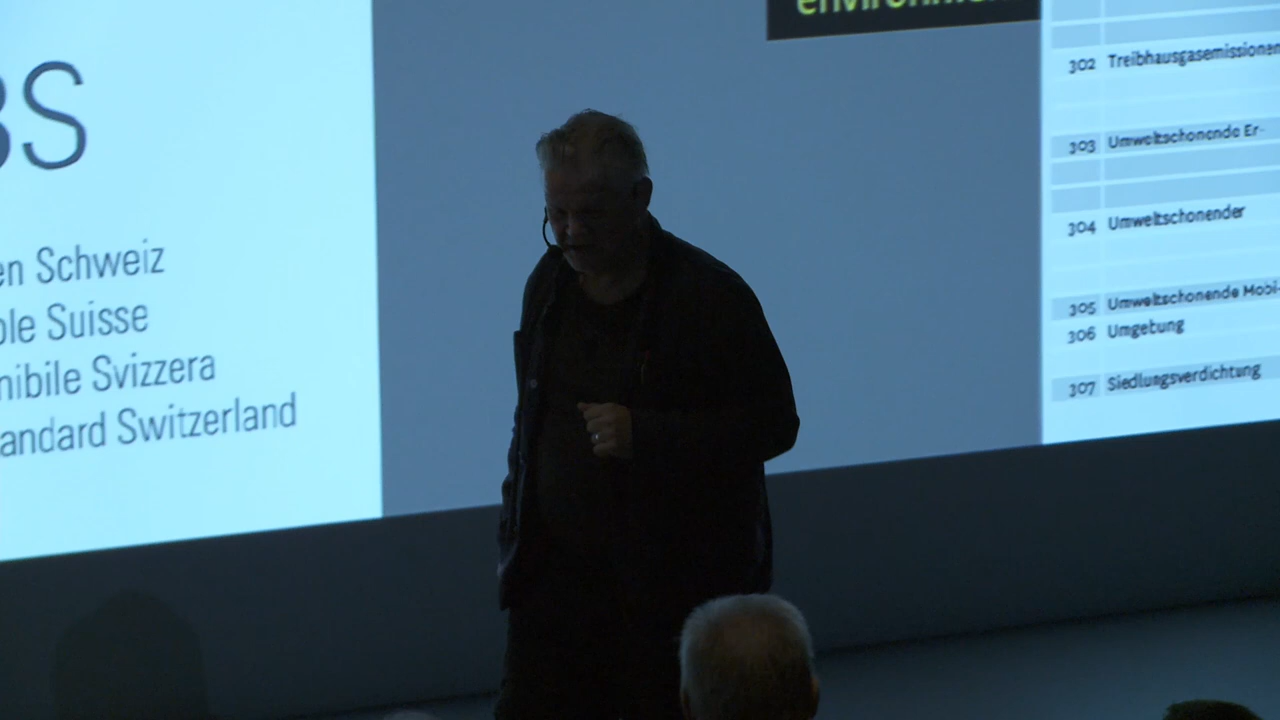 BS
en Schweiz
ble Suisse
nibile Svizzera
andard Switzerland
environmen
302 Treibhausgasemissionen
303 Umweltschonende Er-
304 Umweltschonender
305 Umweltschonende Mobi-
306 Umgebung
307 Siedlungsverdichtung